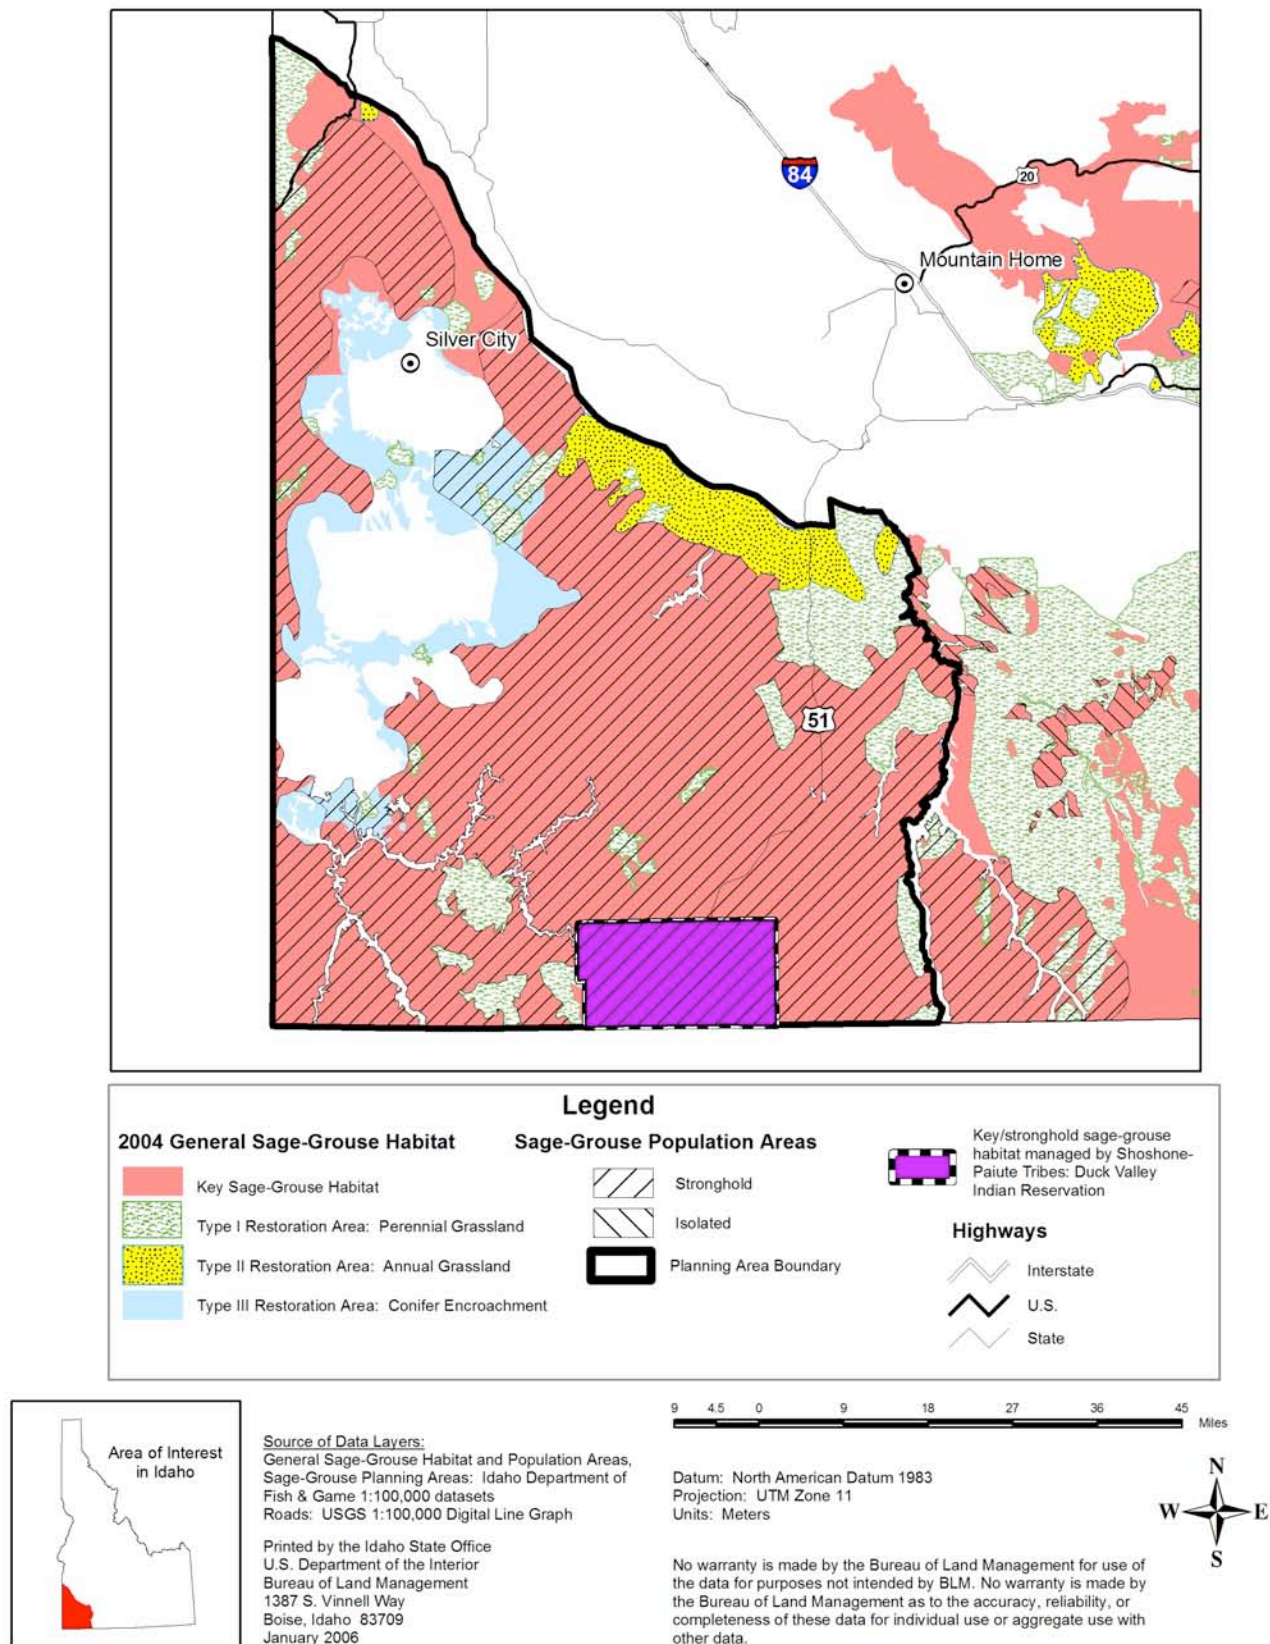 84
20
Mountain Home
Silver City
51
Legend
2004 General Sage-Grouse Habitat
Key Sage-Grouse Habitat
Type I Restoration Area: Perennial Grassland
Type II Restoration Area: Annual Grassland
Type III Restoration Area: Conifer Encroachment
Sage-Grouse Population Areas
Stronghold
Isolated
Planning Area Boundary
Key/stronghold sage-grouse
habitat managed by Shoshone-
Paiute Tribes: Duck Valley
Indian Reservation
Highways
Interstate
U.S.
State
Area of Interest
in Idaho
Source of Data Layers:
General Sage-Grouse Habitat and Population Areas,
Sage-Grouse Planning Areas: Idaho Department of
Fish & Game 1:100,000 datasets
Roads: USGS 1:100,000 Digital Line Graph
Printed by the Idaho State Office
U.S. Department of the Interior
Bureau of Land Management
1387 S. Vinnell Way
Boise, Idaho 83709
January 2006
9 4.5 0 9 18 27 36 45
Miles
Datum: North American Datum 1983
Projection: UTM Zone 11
Units: Meters
No warranty is made by the Bureau of Land Management for use of
the data for purposes not intended by BLM. No warranty is made by
the Bureau of Land Management as to the accuracy, reliability, or
completeness of these data for individual use or aggregate use with
other data.
N
W E
S